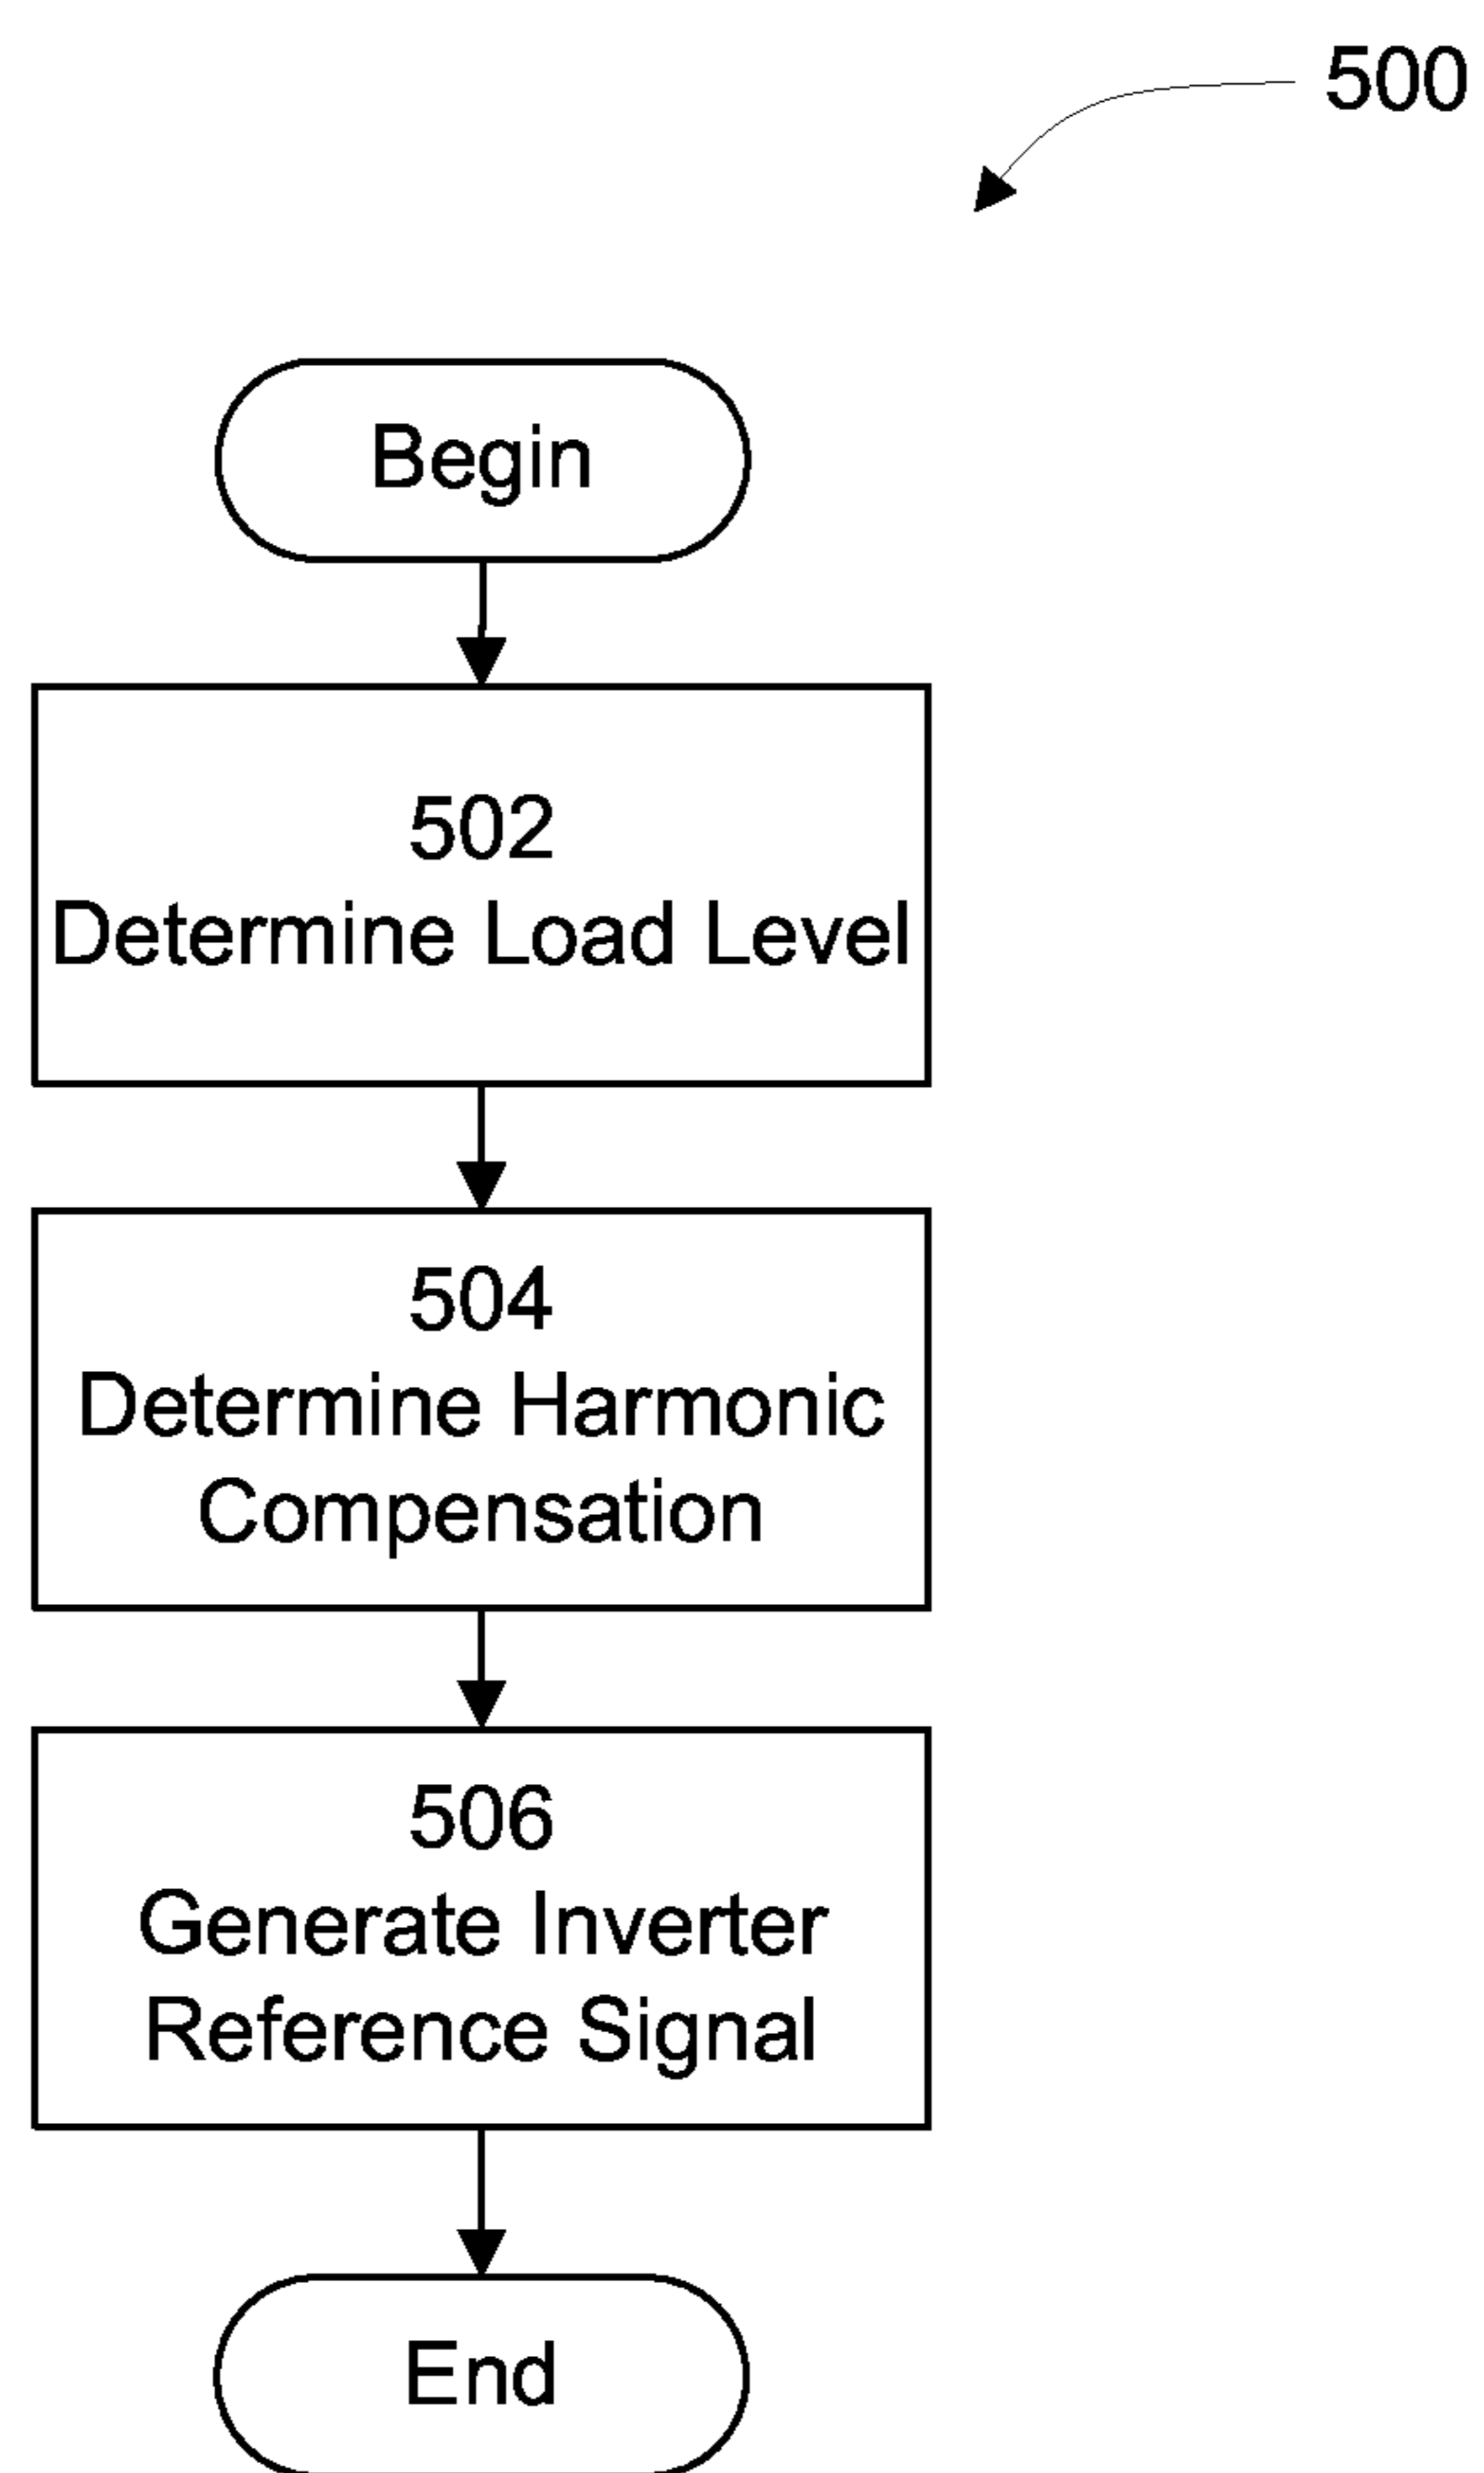 500
Begin
502
Determine Load Level
504
Determine Harmonic
Compensation
506
Generate Inverter
Reference Signal
End